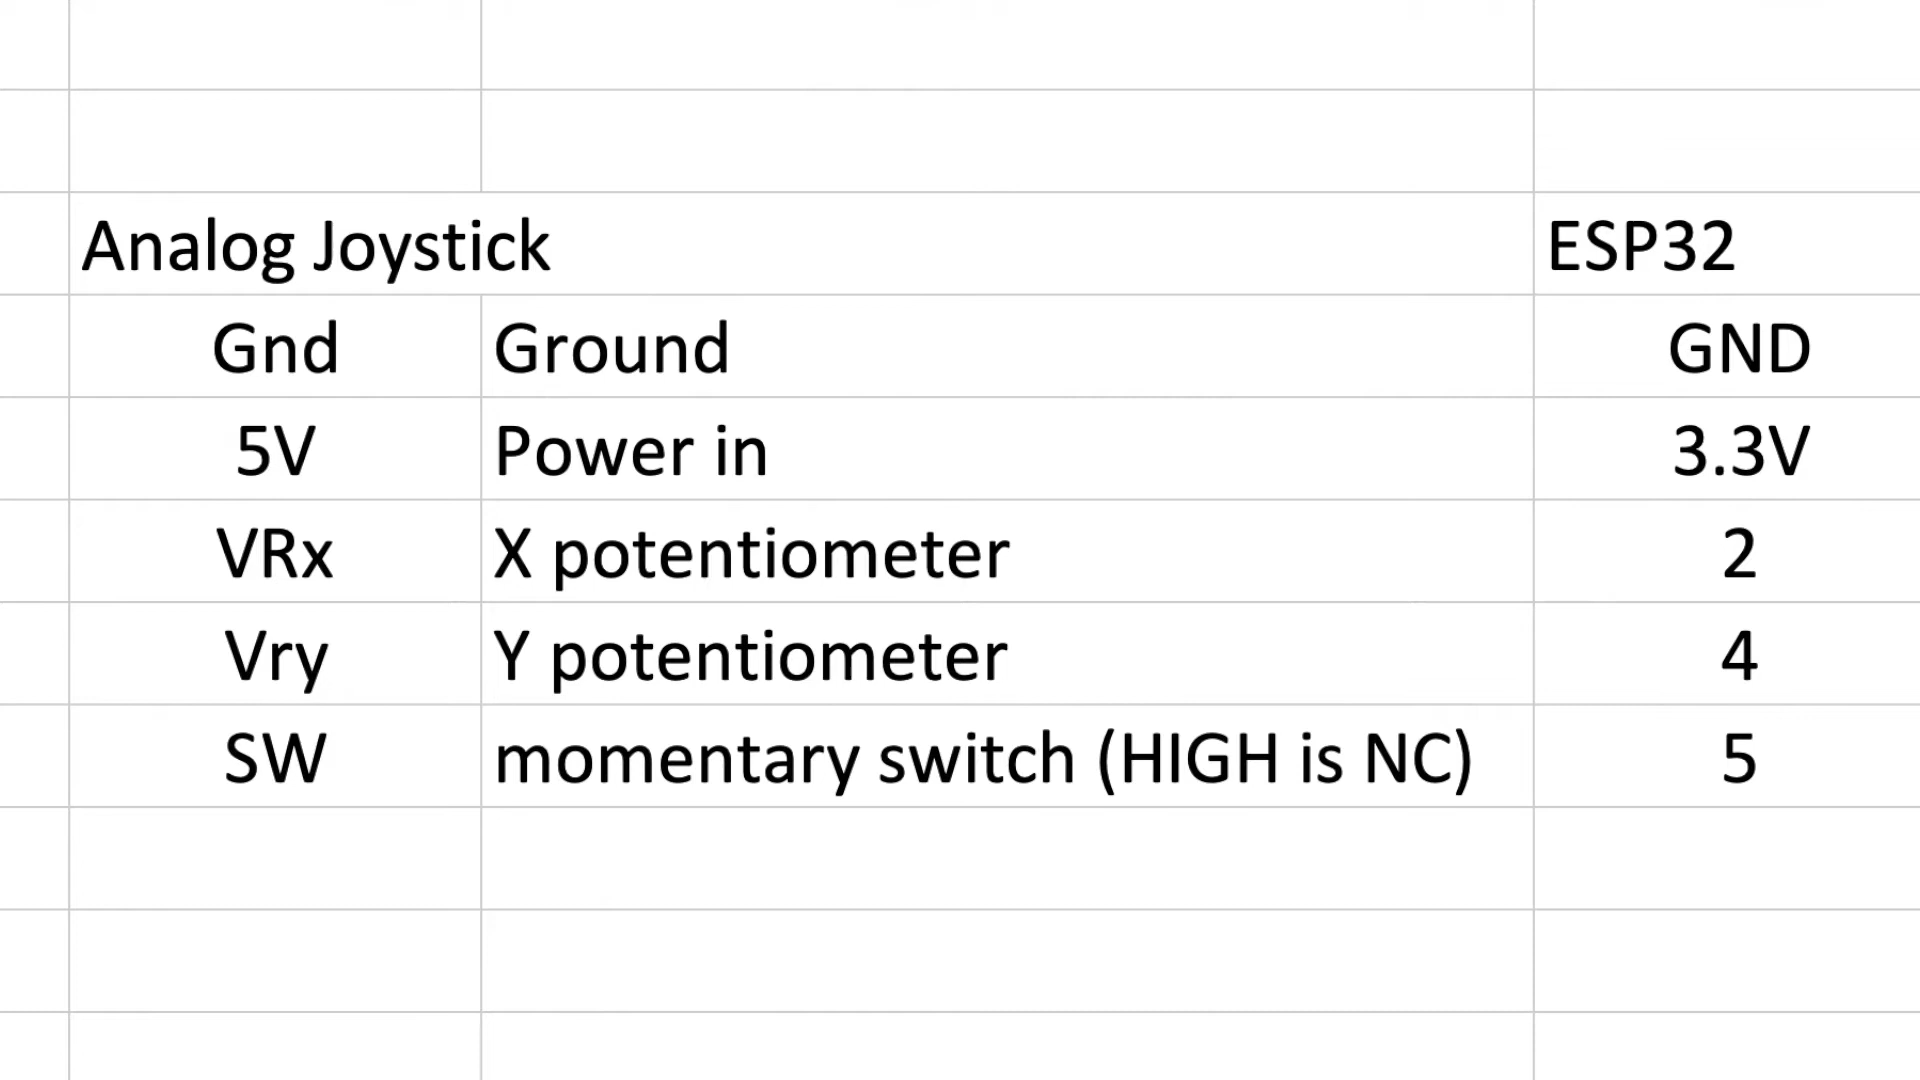 Analog Joystick ESP32
Gnd Ground GND
5V Power in 3.3V
VRx X potentiometer 2
Vry Y potentiometer 4
SW momentary switch (HIGH is NC) 5